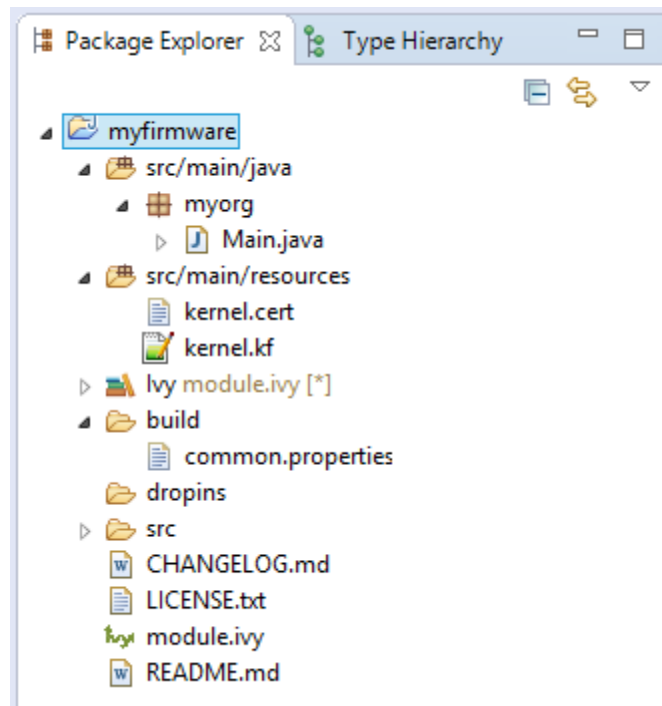 Package Explorer Type Hierarchy
myfirmware
src/main/java
myorg
Main.java
src/main/resources
kernel.cert
kernel.kf
Ivy module.ivy [*]
build
common.properties
dropins
src
CHANGELOG.md
LICENSE.txt
module.ivy
README.md